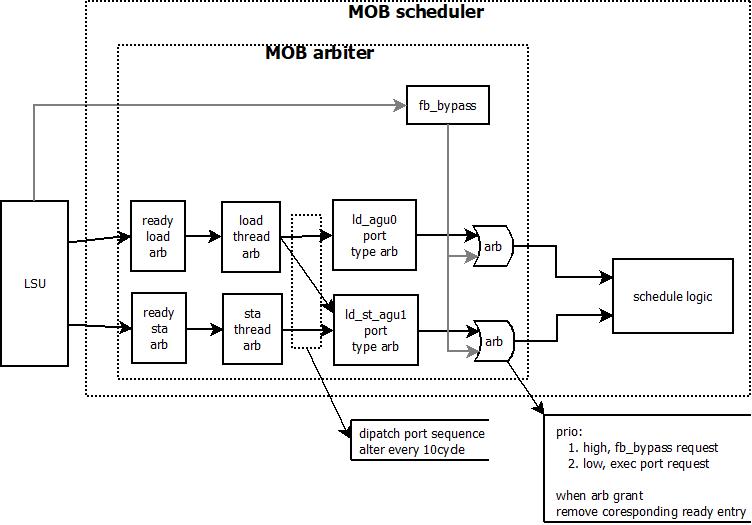 MOB scheduler
MOB arbiter
fb_bypass
LSU
ready
load
arb
load
thread
arb
ld_agu0
port
type arb
arb
ready
sta
arb
sta
thread
arb
ld_st_agu1
port
type arb
arb
schedule logic
dipatch port sequence
alter every 10cycle
prio:
1. high, fb_bypass request
2. low, exec port request
when arb grant
remove coresponding ready entry